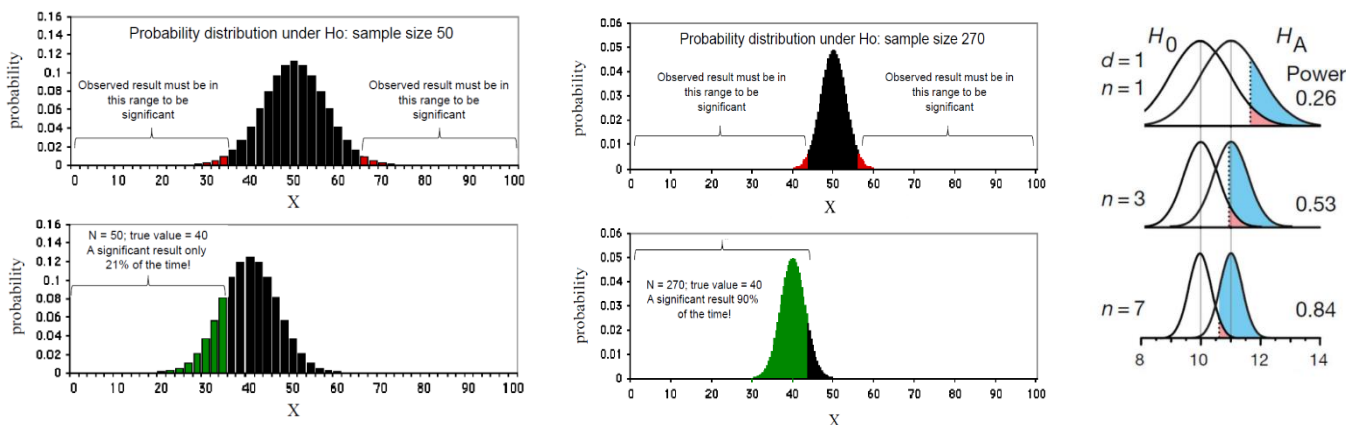 Probability distribution under Ho: sample size 50
Observed result must be in
this range to be
significant
Observed result must be in
this range to be
significant
probability
0.16
0.14
0.12
0.1
0.08
0.06
0.04
0.02
0
0 10 20 30 40 50 60 70 80 90 100
X
N = 50; true value = 40
A significant result only
21% of the time!
probability
0.16
0.14
0.12
0.1
0.08
0.06
0.04
0.02
0
0 10 20 30 40 50 60 70 80 90 100
X
Probability distribution under Ho: sample size 270
Observed result must be in
this range to be
significant
Observed result must be in
this range to be
significant
probability
0.06
0.05
0.04
0.03
0.02
0.01
0
0 10 20 30 40 50 60 70 80 90 100
X
N = 270; true value = 40
A significant result 90%
of the time!
probability
0.06
0.05
0.04
0.03
0.02
0.01
0
0 10 20 30 40 50 60 70 80 90 100
X
H0 HA
d = 1
n = 1
Power
0.26
n = 3
0.53
n = 7
0.84
8 10 12 14